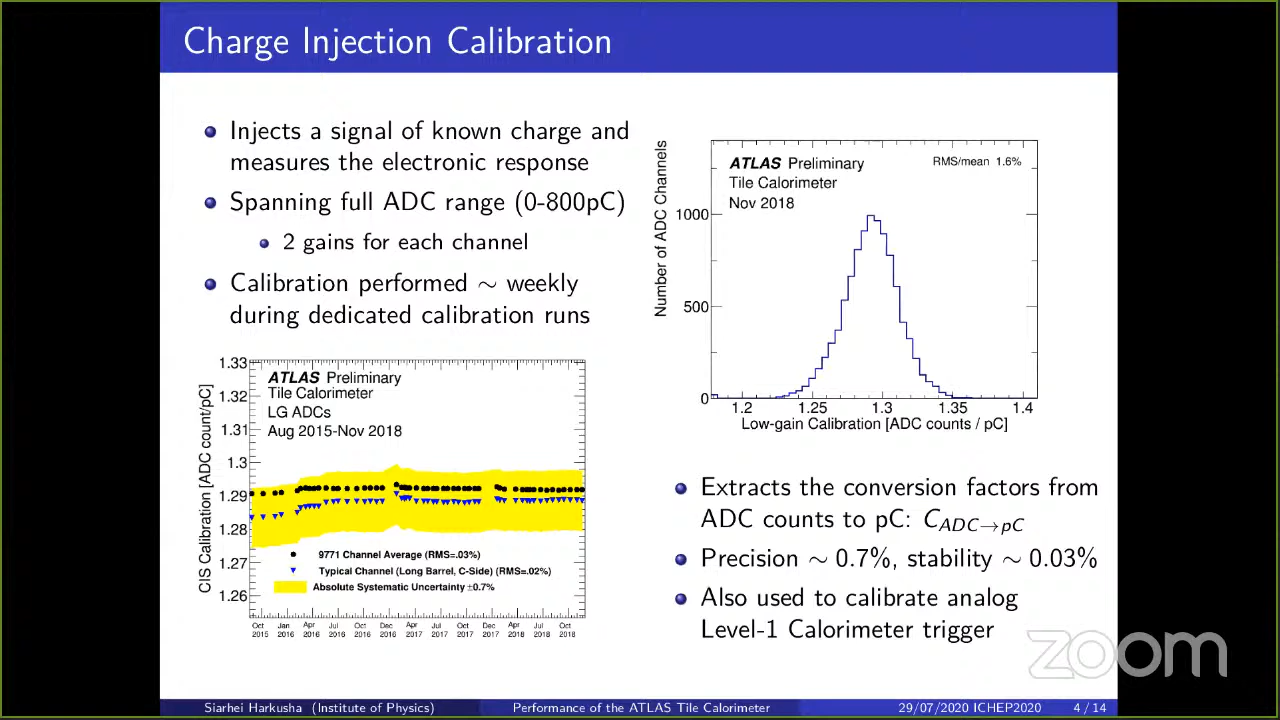 Charge Injection Calibration
Injects a signal of known charge and
measures the electronic response
Spanning full ADC range (0-800pC)
2 gains for each channel
Calibration performed ∼ weekly
during dedicated calibration runs
1.33
1.32
1.31
1.3
1.29
1.28
1.27
1.26
CIS Calibration [ADC count/pC]
ATLAS Preliminary
Tile Calorimeter
LG ADCs
Aug 2015-Nov 2018
9771 Channel Average (RMS=.03%)
Typical Channel (Long Barrel, C-Side) (RMS=.02%)
Absolute Systematic Uncertainty ±0.7%
Oct Jan Apr Jul Oct Dec Apr Jul Oct Dec Apr Jul Oct
2015 2016 2016 2016 2016 2016 2017 2017 2017 2017 2018 2018 2018
Number of ADC Channels
ATLAS Preliminary RMS/mean 1.6%
Tile Calorimeter
Nov 2018
1000
500
0
1.2 1.25 1.3 1.35 1.4
Low-gain Calibration [ADC counts / pC]
Extracts the conversion factors from
ADC counts to pC: C_ADC→pC
Precision ∼ 0.7%, stability ∼ 0.03%
Also used to calibrate analog
Level-1 Calorimeter trigger
zoom
Siarhei Harkusha (Institute of Physics) Performance of the ATLAS Tile Calorimeter 29/07/2020 ICHEP2020 4 / 14